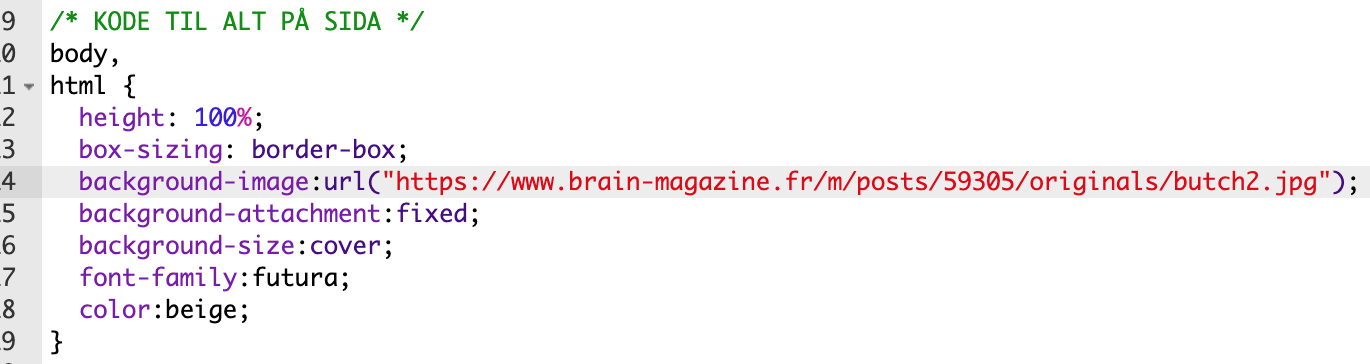 9 /* KODE TIL ALT PÅ SIDA */
0 body,
1 html {
2 height: 100%;
3 box-sizing: border-box;
4 background-image:url("https://www.brain-magazine.fr/m/posts/59305/originals/butch2.jpg");
5 background-attachment:fixed;
6 background-size:cover;
7 font-family:futura;
8 color:beige;
9 }